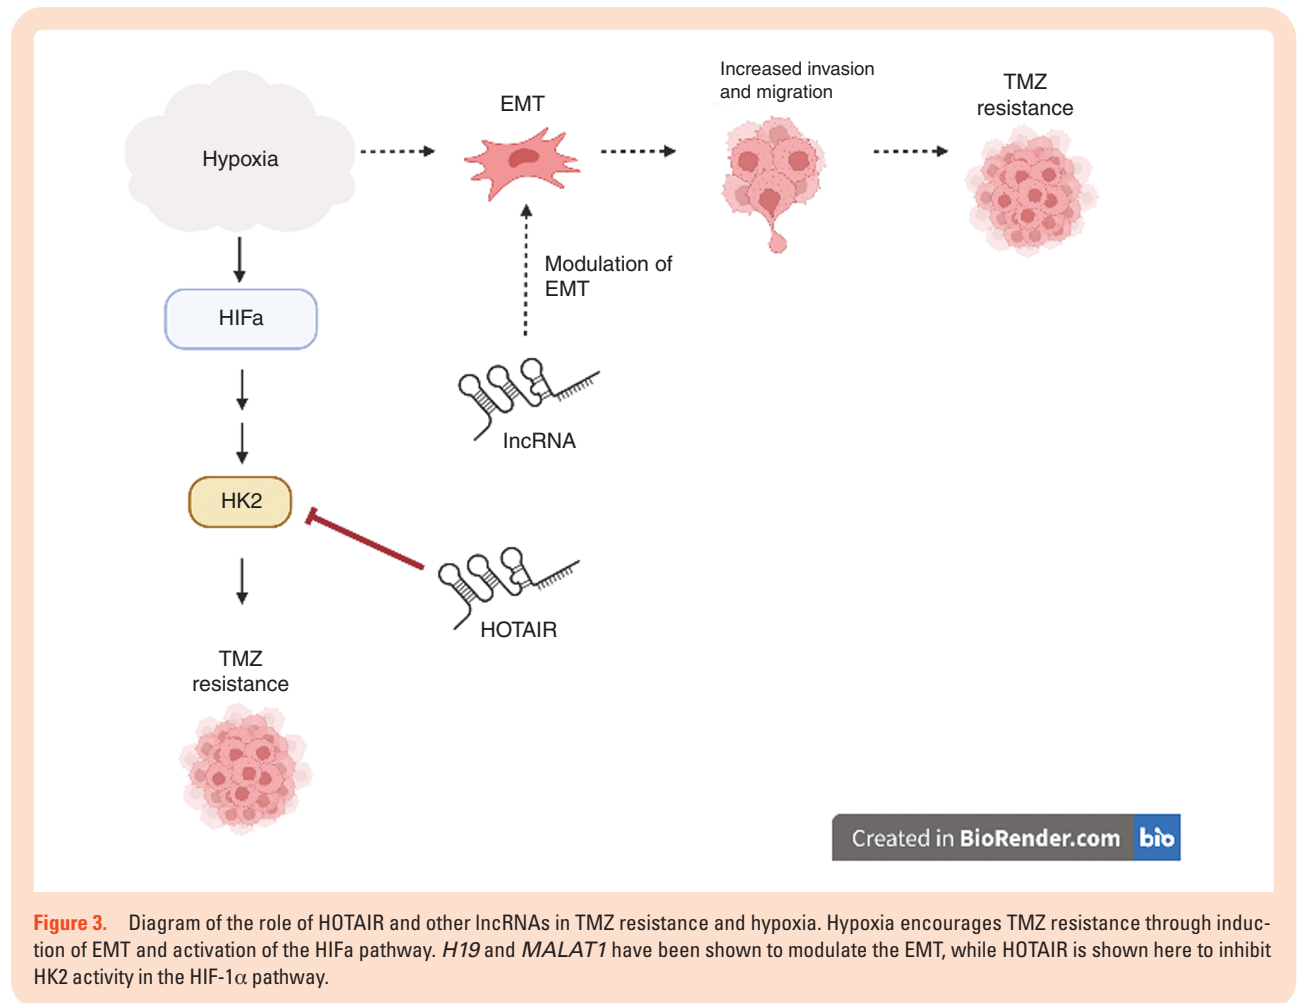 Hypoxia
EMT
Increased invasion
and migration
TMZ
resistance
HIFa
Modulation of
EMT
lncRNA
HK2
HOTAIR
TMZ
resistance
Created in BioRender.com bio
Figure 3. Diagram of the role of HOTAIR and other lncRNAs in TMZ resistance and hypoxia. Hypoxia encourages TMZ resistance through induc-
tion of EMT and activation of the HIFa pathway. H19 and MALAT1 have been shown to modulate the EMT, while HOTAIR is shown here to inhibit
HK2 activity in the HIF-1α pathway.